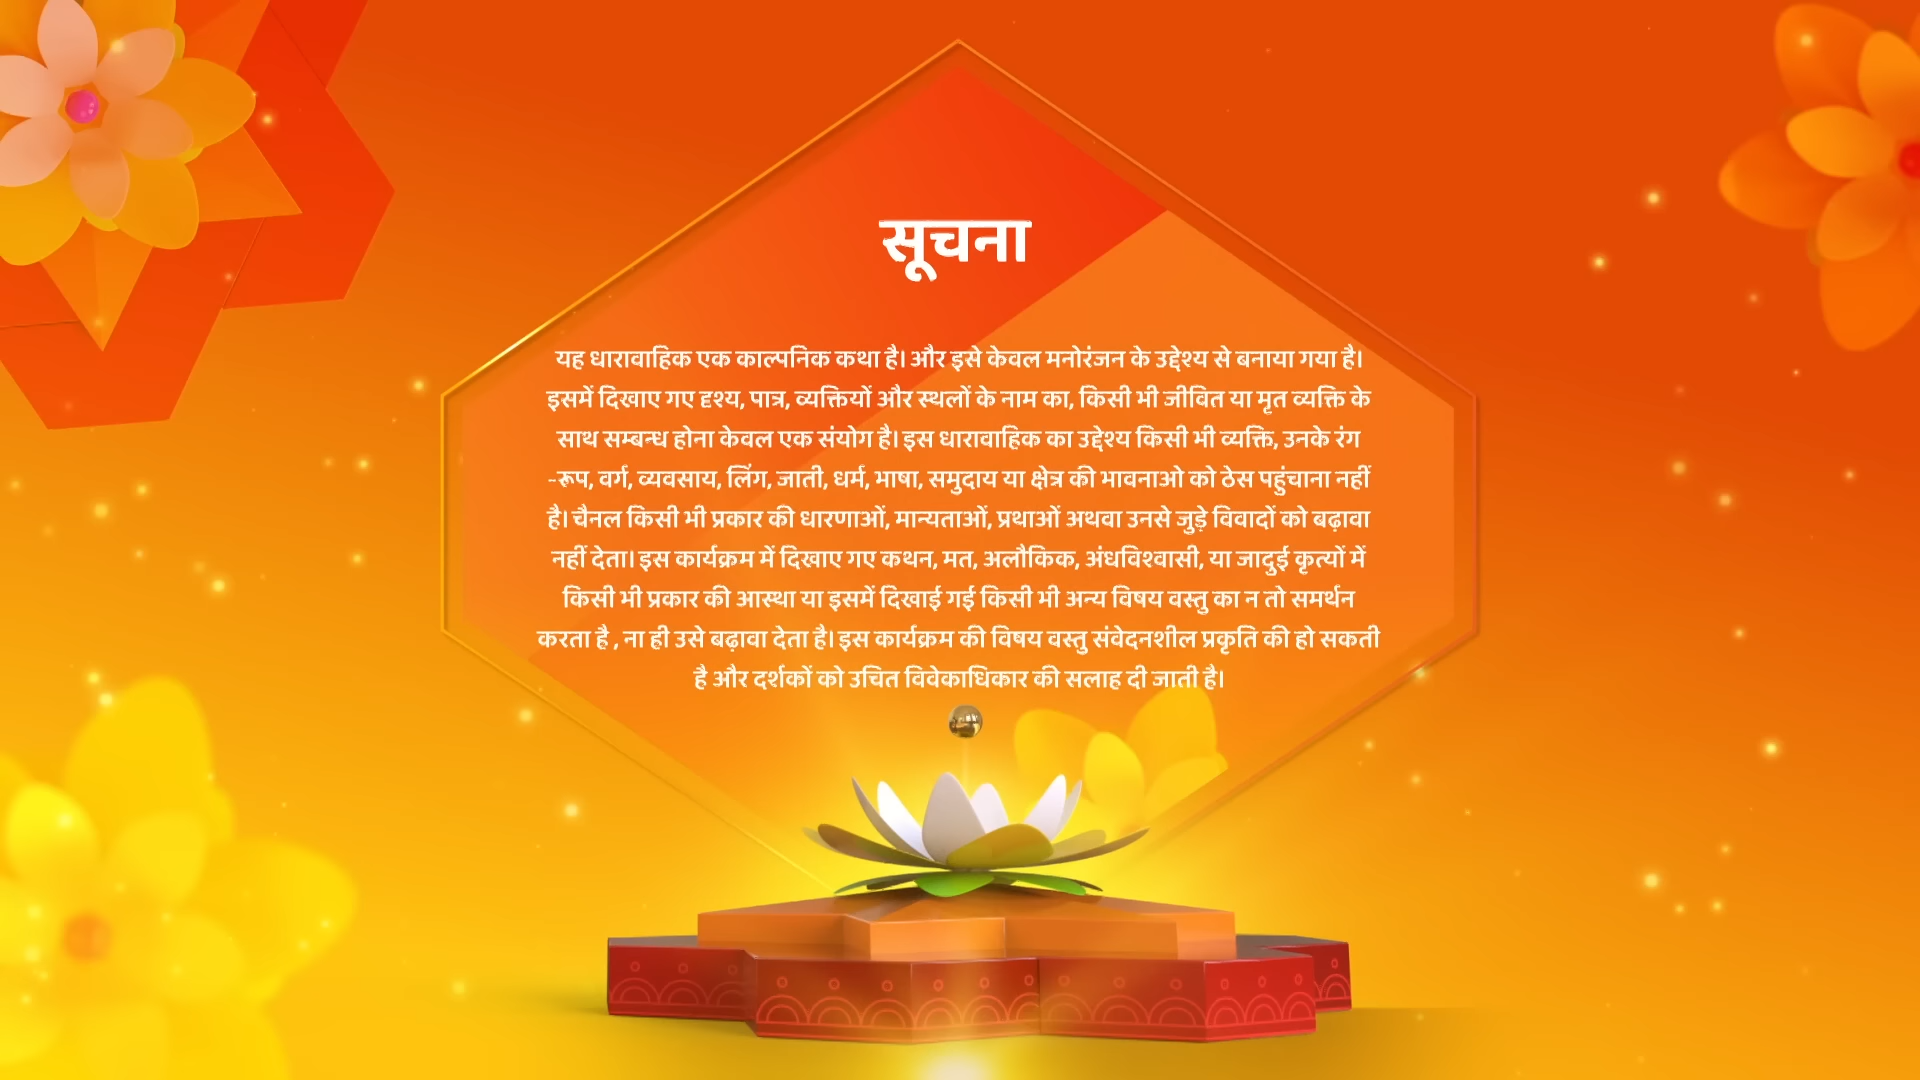 सूचना
यह धारावाहिक एक काल्पनिक कथा है। और इसे केवल मनोरंजन के उद्देश्य से बनाया गया है।
इसमें दिखाए गए दृश्य, पात्र, व्यक्तियों और स्थलों के नाम का, किसी भी जीवित या मृत व्यक्ति के
साथ सम्बन्ध होना केवल एक संयोग है। इस धारावाहिक का उद्देश्य किसी भी व्यक्ति, उनके रंग
-रूप, वर्ग, व्यवसाय, लिंग, जाती, धर्म, भाषा, समुदाय या क्षेत्र की भावनाओ को ठेस पहुंचाना नहीं
है। चैनल किसी भी प्रकार की धारणाओं, मान्यताओं, प्रथाओं अथवा उनसे जुड़े विवादों को बढ़ावा
नहीं देता। इस कार्यक्रम में दिखाए गए कथन, मत, अलौकिक, अंधविश्वासी, या जादुई कृत्यों में
किसी भी प्रकार की आस्था या इसमें दिखाई गई किसी भी अन्य विषय वस्तु का न तो समर्थन
करता है , ना ही उसे बढ़ावा देता है। इस कार्यक्रम की विषय वस्तु संवेदनशील प्रकृति की हो सकती
है और दर्शकों को उचित विवेकाधिकार की सलाह दी जाती है।